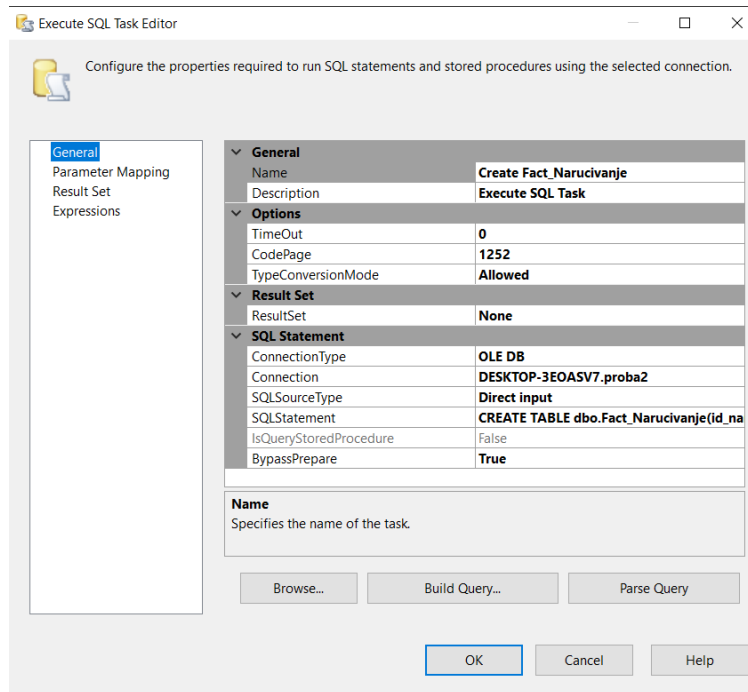 Execute SQL Task Editor
Configure the properties required to run SQL statements and stored procedures using the selected connection.
General
Parameter Mapping
Result Set
Expressions
General
Name Create Fact_Narucivanje
Description Execute SQL Task
Options
TimeOut 0
CodePage 1252
TypeConversionMode Allowed
Result Set
ResultSet None
SQL Statement
ConnectionType OLE DB
Connection DESKTOP-3EOASV7.proba2
SQLSourceType Direct input
SQLStatement CREATE TABLE dbo.Fact_Narucivanje(id_na
IsQueryStoredProcedure False
BypassPrepare True
Name
Specifies the name of the task.
Browse... Build Query... Parse Query
OK Cancel Help